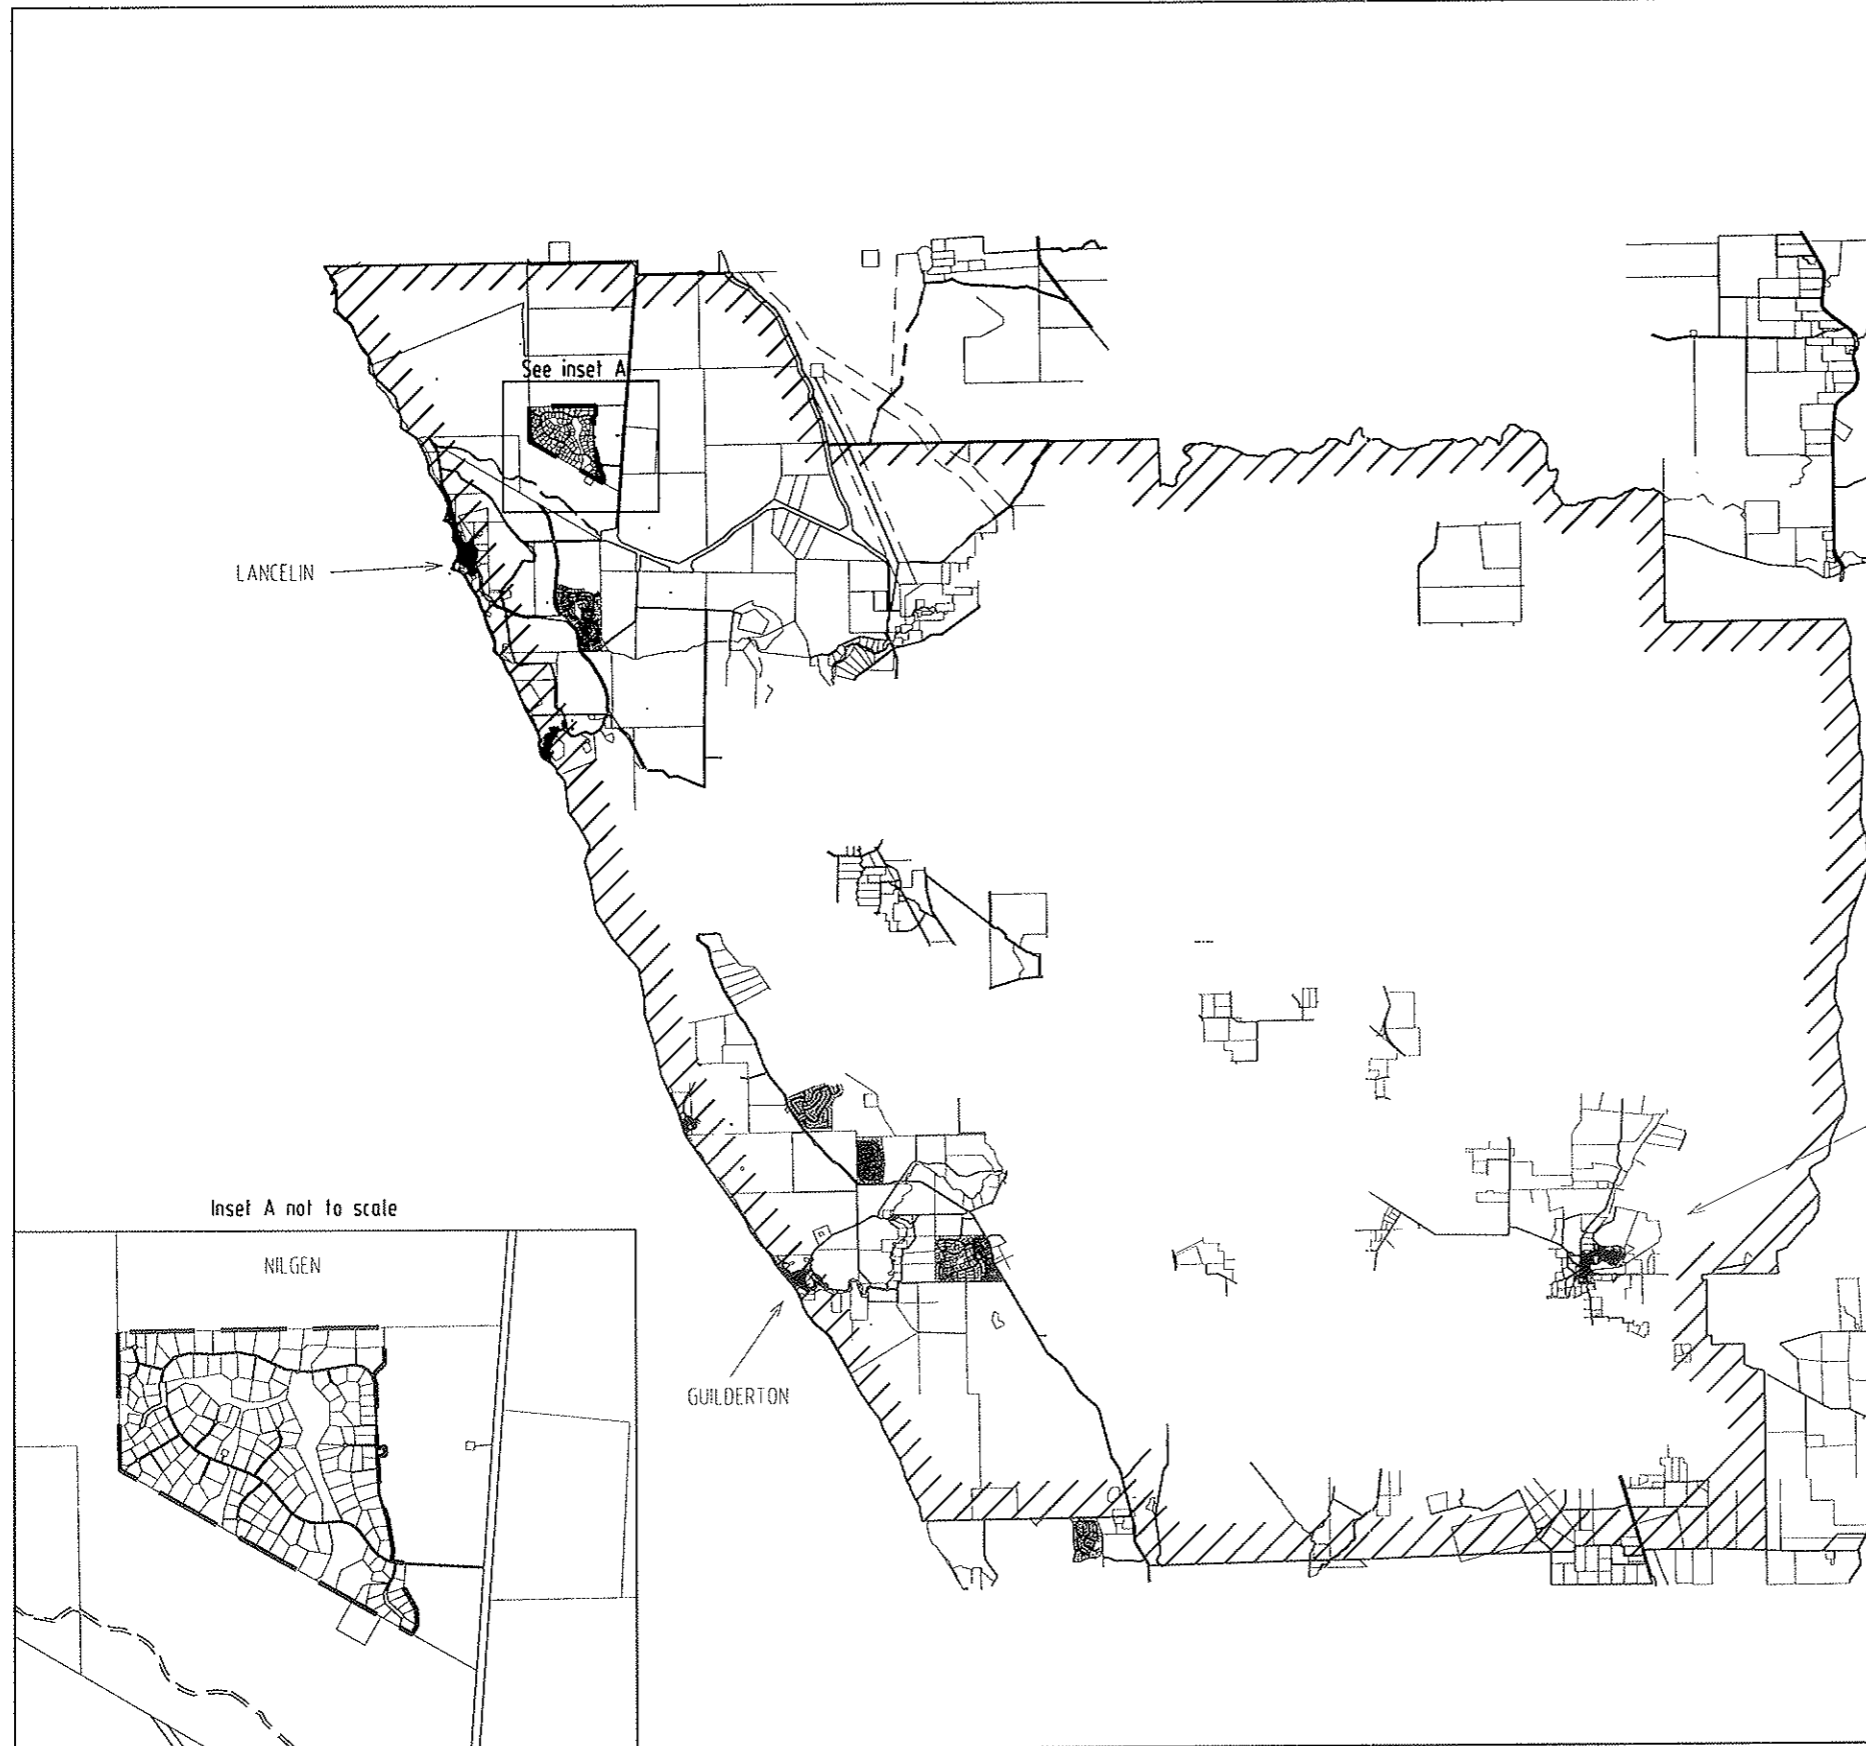 See inset A
LANCELIN
Inset A not to scale
NILGEN
GUILDERTON